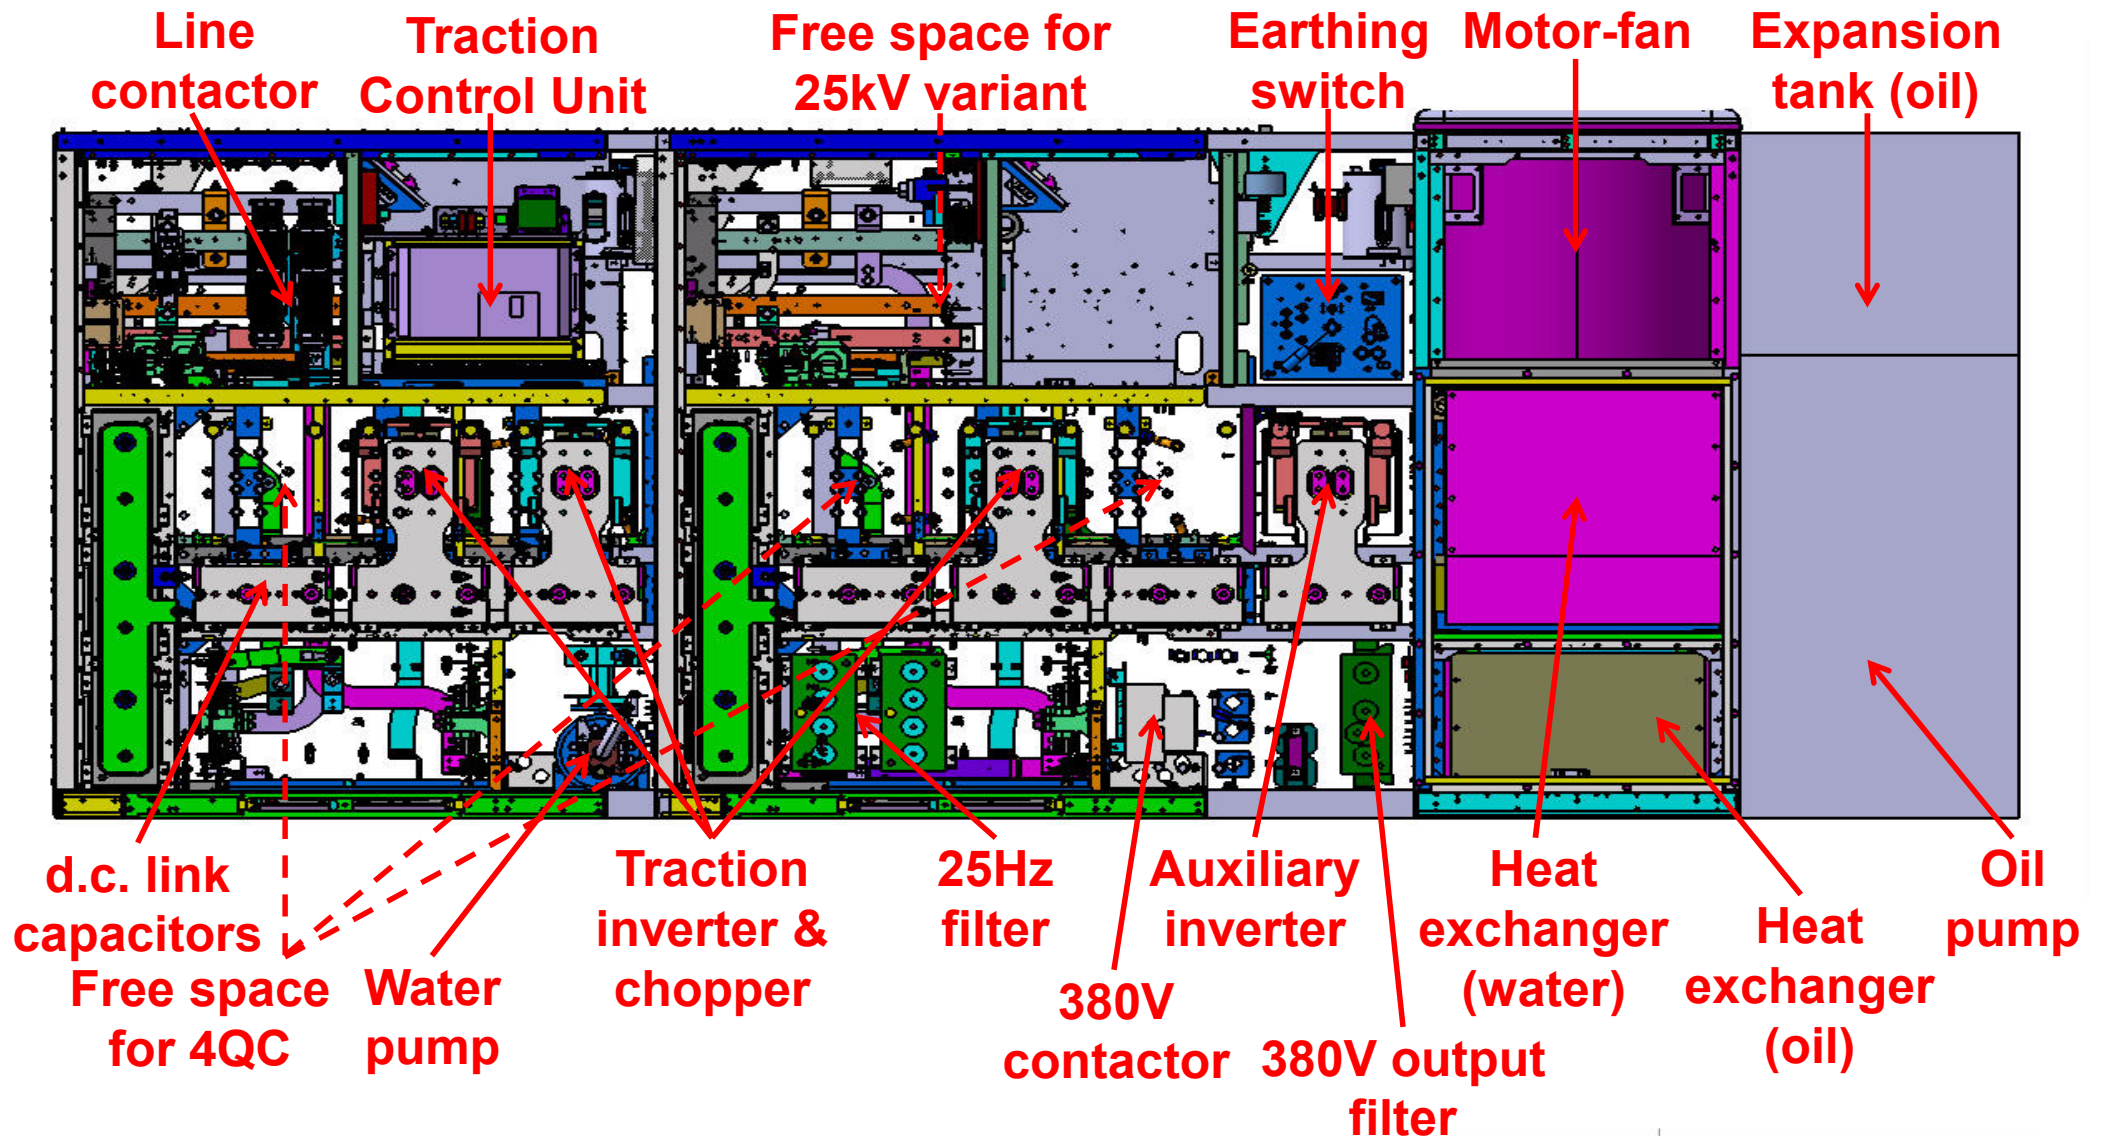 Line
contactor
Traction
Control Unit
Free space for
25kV variant
Earthing
switch
Motor-fan
Expansion
tank (oil)
d.c. link
capacitors
Free space
for 4QC
Water
pump
Traction
inverter &
chopper
25Hz
filter
380V
contactor
Auxiliary
inverter
380V output
filter
Heat
exchanger
(water)
Heat
exchanger
(oil)
Oil
pump